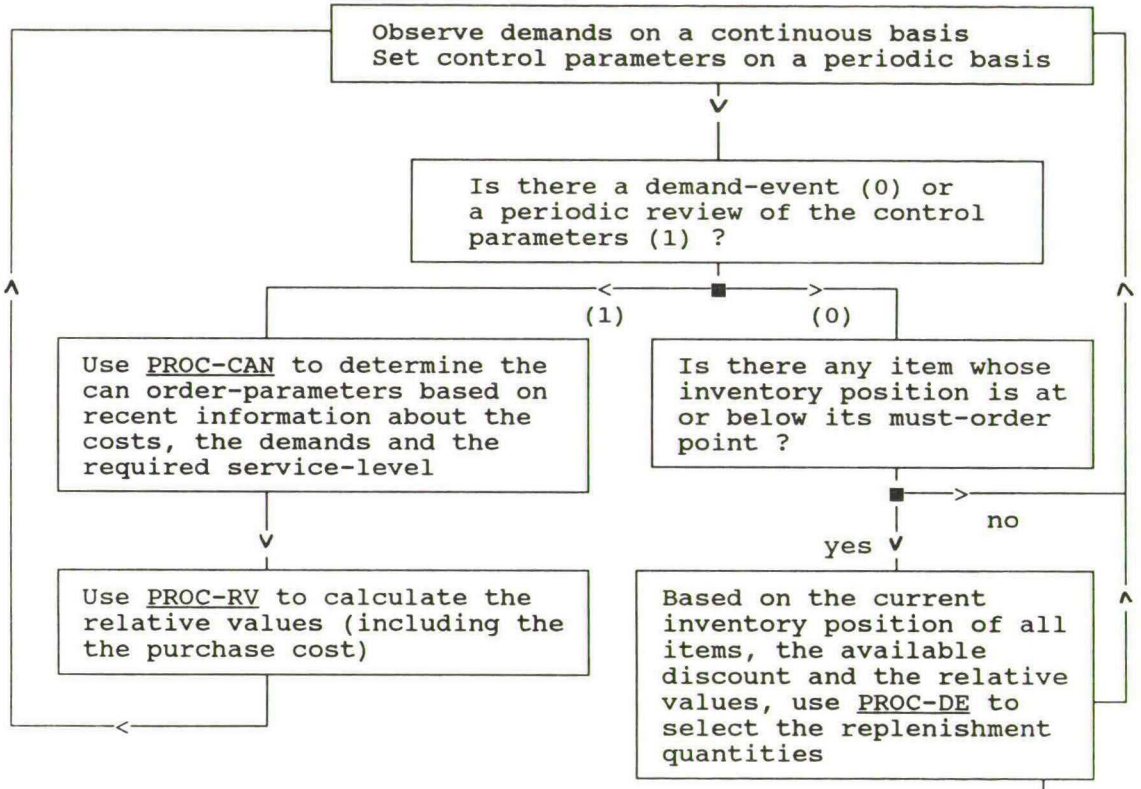 Observe demands on a continuous basis
Set control parameters on a periodic basis
Is there a demand-event (0) or
a periodic review of the control
parameters (1) ?
(1)
(0)
Use PROC-CAN to determine the
can order-parameters based on
recent information about the
costs, the demands and the
required service-level
Is there any item whose
inventory position is at
or below its must-order
point ?
no
yes
Use PROC-RV to calculate the
relative values (including the
the purchase cost)
Based on the current
inventory position of all
items, the available
discount and the relative
values, use PROC-DE to
select the replenishment
quantities